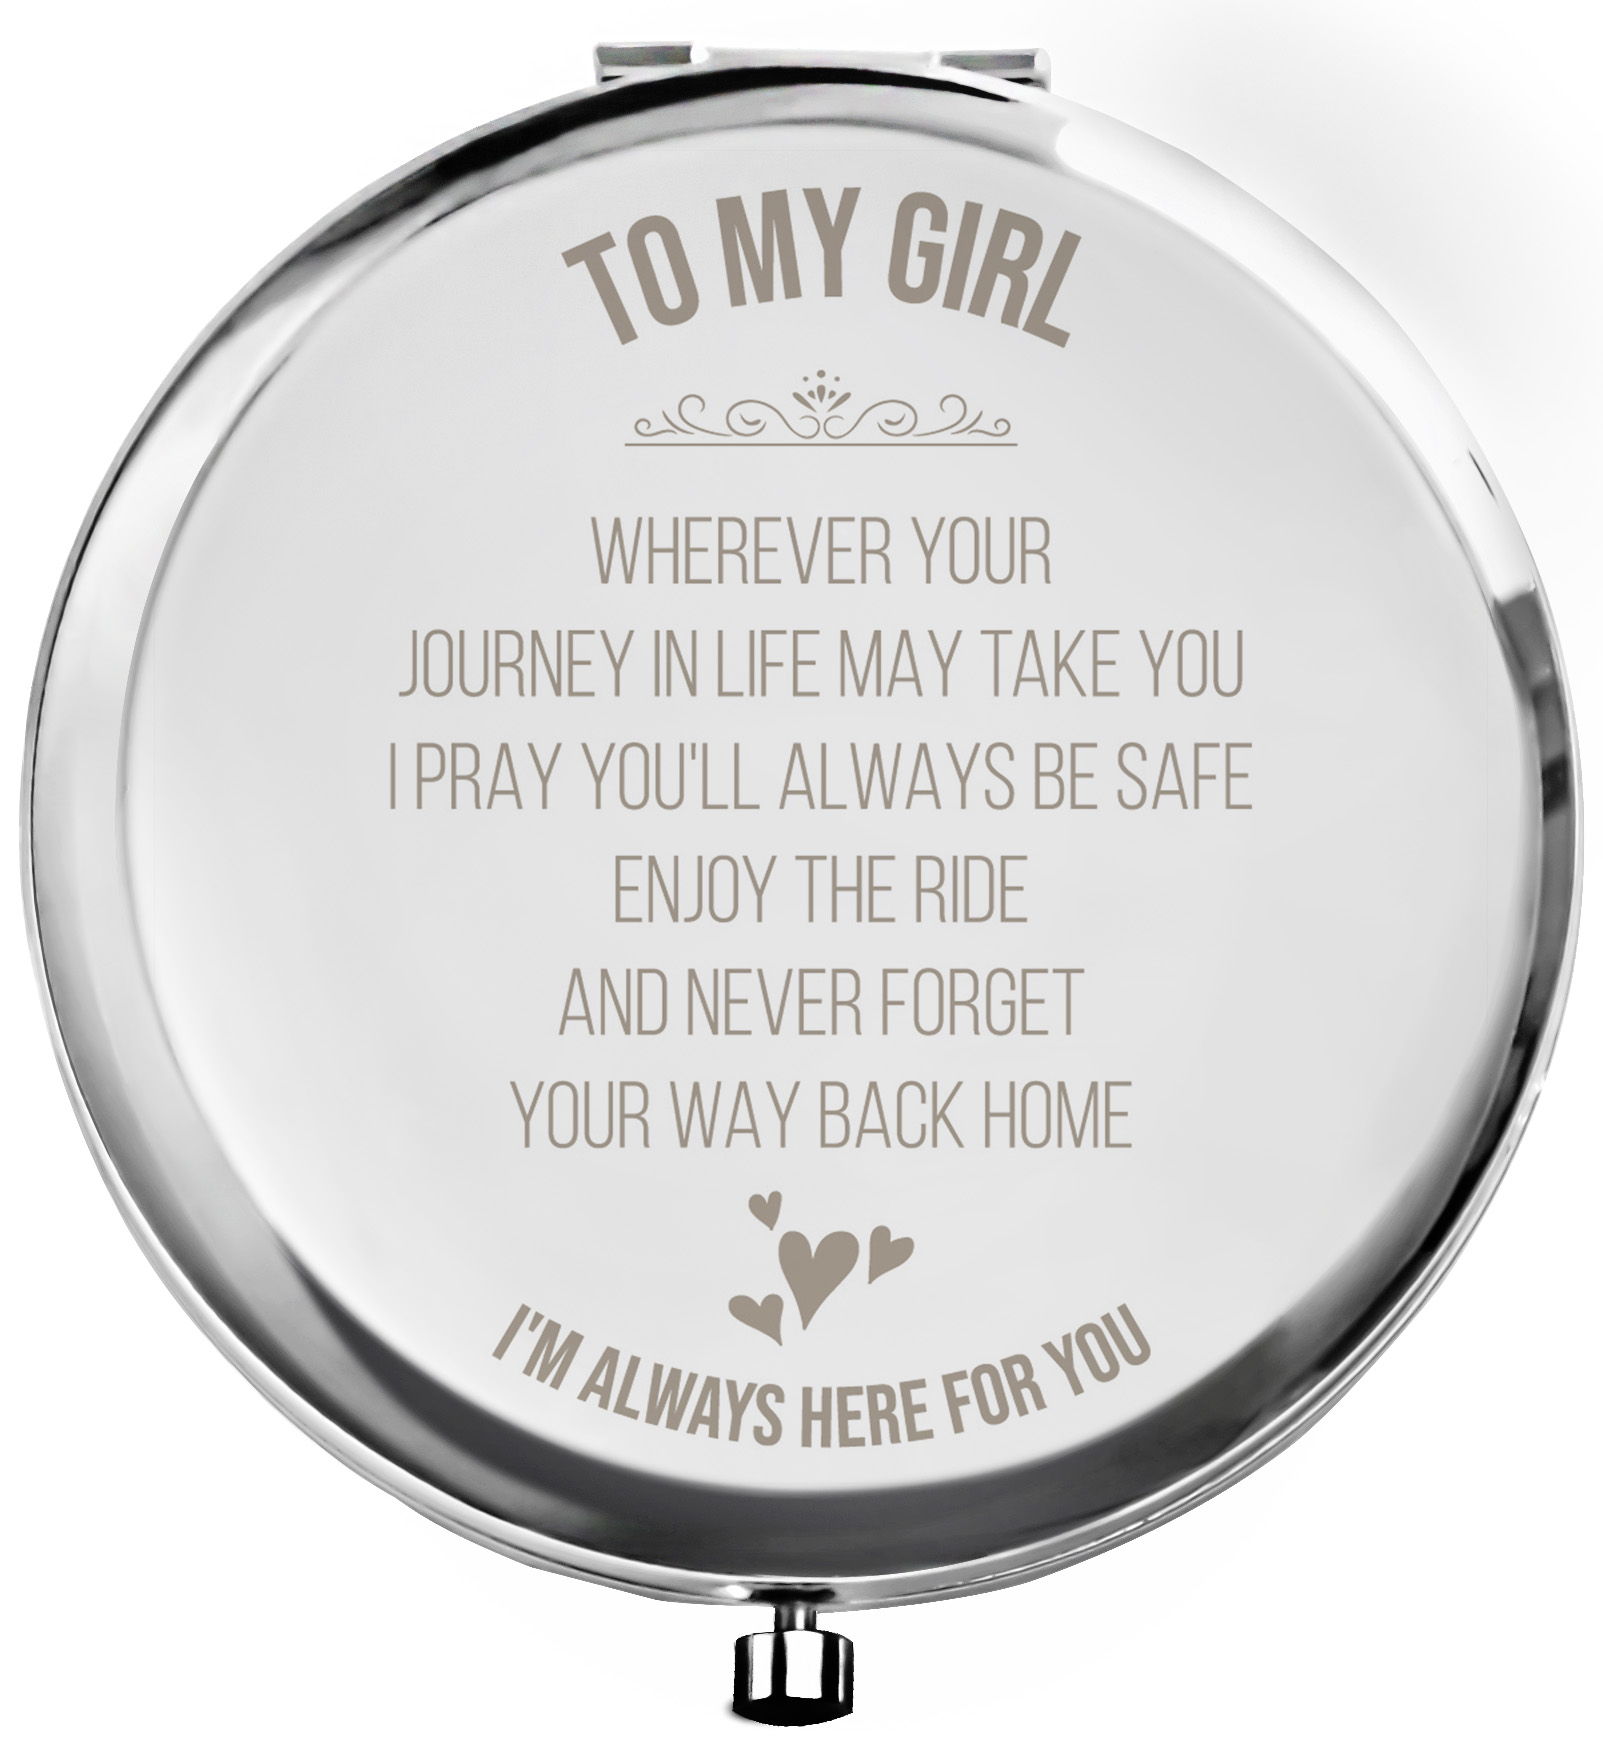 TO MY GIRL
WHEREVER YOUR
JOURNEY IN LIFE MAY TAKE YOU
I PRAY YOU'LL ALWAYS BE SAFE
ENJOY THE RIDE
AND NEVER FORGET
YOUR WAY BACK HOME
I'M ALWAYS HERE FOR YOU